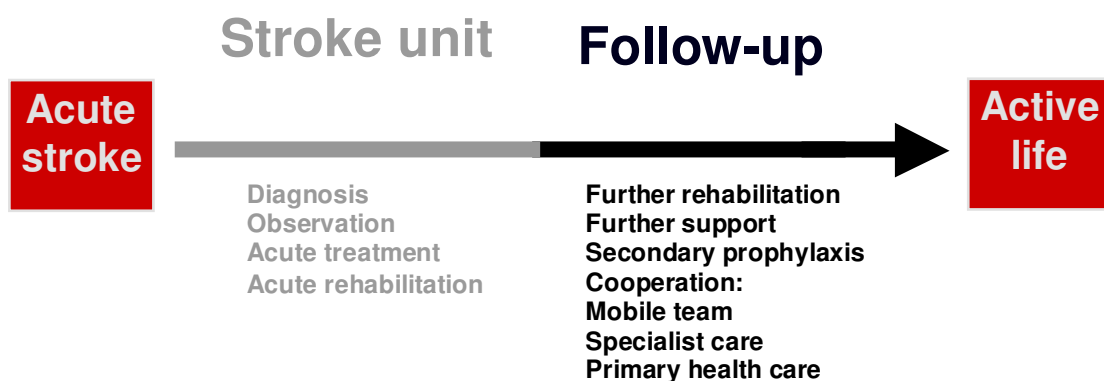 Stroke unit
Follow-up
Acute
stroke
Active
life
Diagnosis
Observation
Acute treatment
Acute rehabilitation
Further rehabilitation
Further support
Secondary prophylaxis
Cooperation:
Mobile team
Specialist care
Primary health care